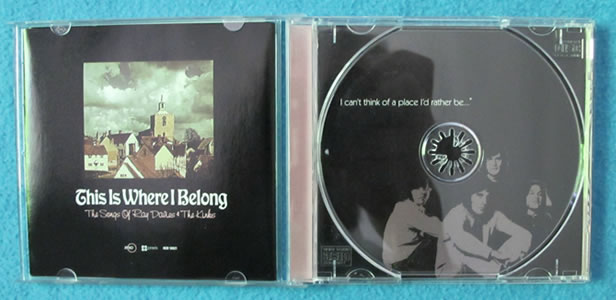 This Is Where I Belong
The Songs Of Ray Davies & The Kinks
I can't think of a place I'd rather be..."